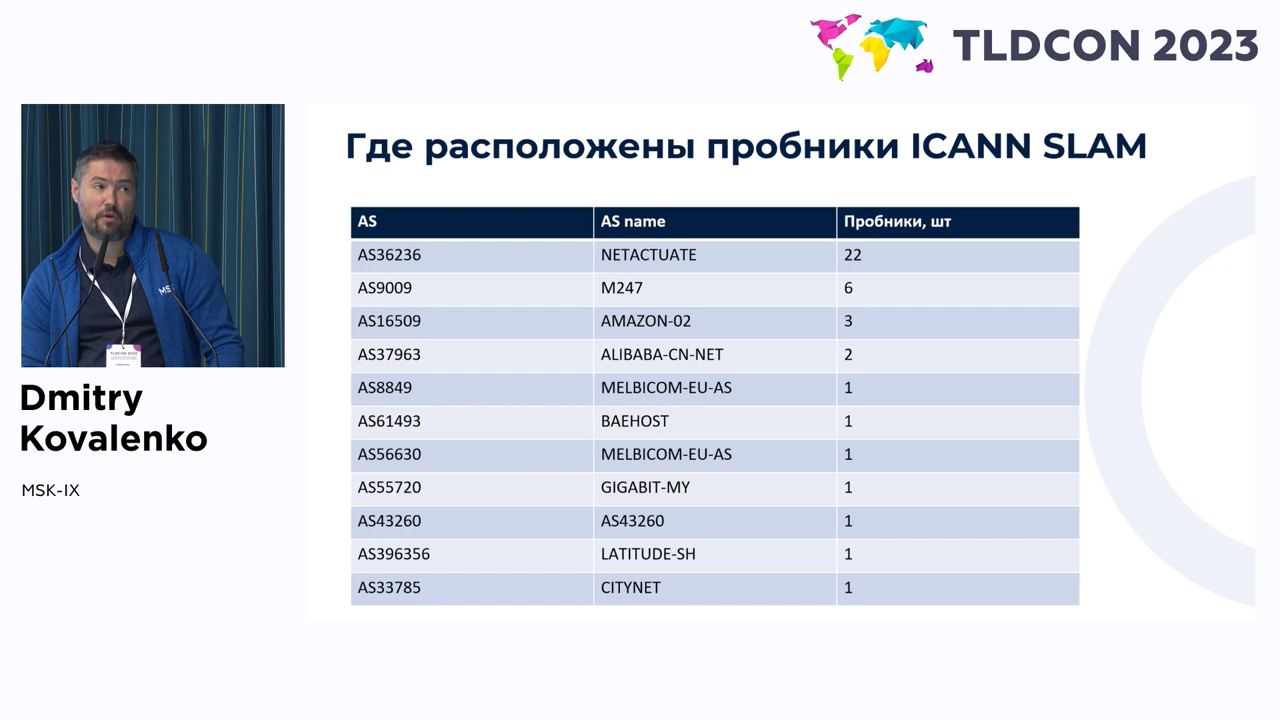 TLDCON 2023
Где расположены пробники ICANN SLAM
AS AS name Пробники, шт
AS36236 NETACTUATE 22
AS9009 M247 6
AS16509 AMAZON-02 3
AS37963 ALIBABA-CN-NET 2
AS8849 MELBICOM-EU-AS 1
AS61493 BAEHOST 1
AS56630 MELBICOM-EU-AS 1
AS55720 GIGABIT-MY 1
AS43260 AS43260 1
AS396356 LATITUDE-SH 1
AS33785 CITYNET 1
MS
TLDCON 2023
Dmitry
Kovalenko
MSK-IX